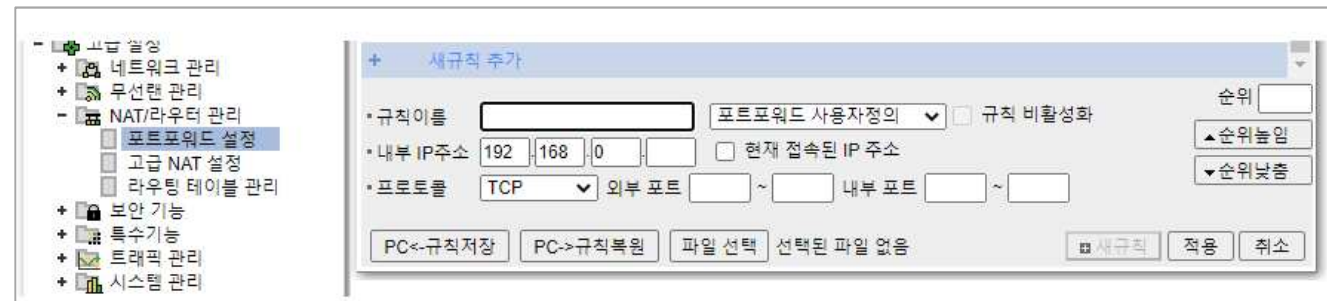 고급 설정
네트워크 관리
무선랜 관리
NAT/라우터 관리
포트포워드 설정
고급 NAT 설정
라우팅 테이블 관리
보안 기능
특수기능
트래픽 관리
시스템 관리
+ 새규칙 추가
규칙이름 포트포워드 사용자정의 규칙 비활성화
순위
내부 IP주소 192 . 168 . 0 . 현재 접속된 IP 주소
▲순위높임
프로토콜 TCP 외부 포트 ~ 내부 포트 ~
▼순위낮춤
PC<-규칙저장 PC->규칙복원 파일 선택 선택된 파일 없음 새규칙 적용 취소